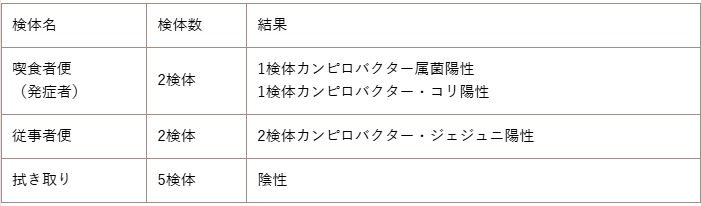 検体名 検体数 結果
喫食者便
（発症者）
2検体
1検体カンピロバクター属菌陽性
1検体カンピロバクター・コリ陽性
従事者便 2検体 2検体カンピロバクター・ジェジュニ陽性
拭き取り 5検体 陰性